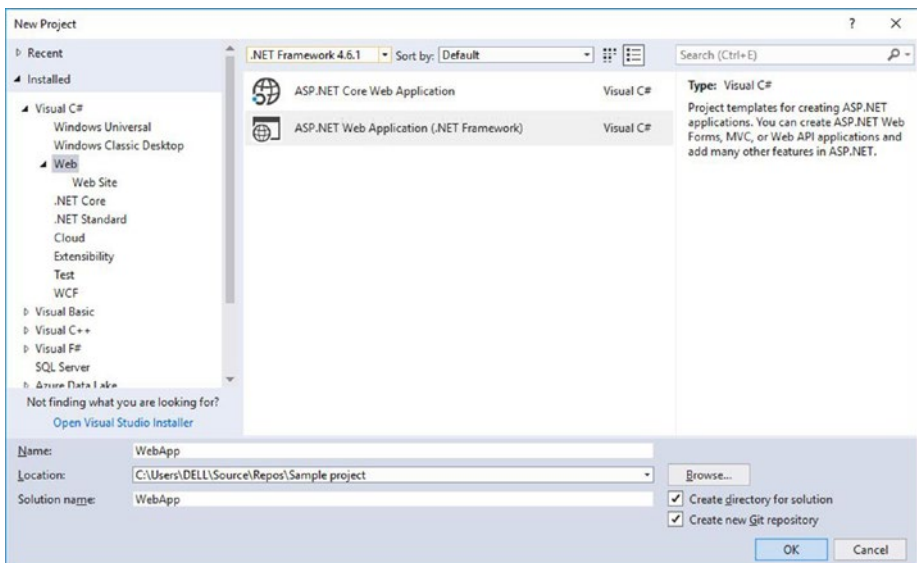 New Project
? ×
Recent
Installed
Visual C#
Windows Universal
Windows Classic Desktop
Web
Web Site
.NET Core
.NET Standard
Cloud
Extensibility
Test
WCF
Visual Basic
Visual C++
Visual F#
SQL Server
Azure Data Lake
Not finding what you are looking for?
Open Visual Studio Installer
.NET Framework 4.6.1 Sort by: Default
ASP.NET Core Web Application Visual C#
ASP.NET Web Application (.NET Framework) Visual C#
Search (Ctrl+E)
Type: Visual C#
Project templates for creating ASP.NET
applications. You can create ASP.NET Web
Forms, MVC, or Web API applications and
add many other features in ASP.NET.
Name: WebApp
Location: C:\Users\DELL\Source\Repos\Sample project
Browse...
Solution name: WebApp
Create directory for solution
Create new Git repository
OK Cancel